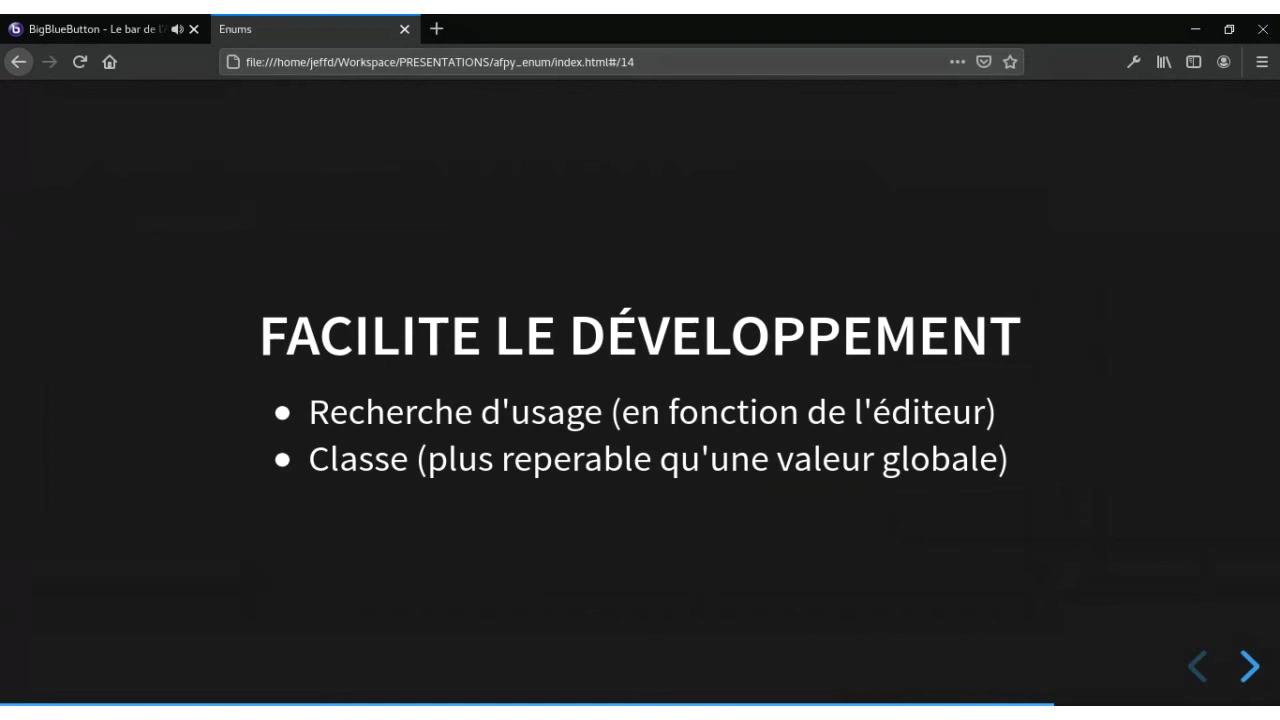 BigBlueButton - Le bar de l'
Enums
file:///home/jeffd/Workspace/PRESENTATIONS/afpy_enum/index.html#/14
FACILITE LE DÉVELOPPEMENT
Recherche d'usage (en fonction de l'éditeur)
Classe (plus reperable qu'une valeur globale)